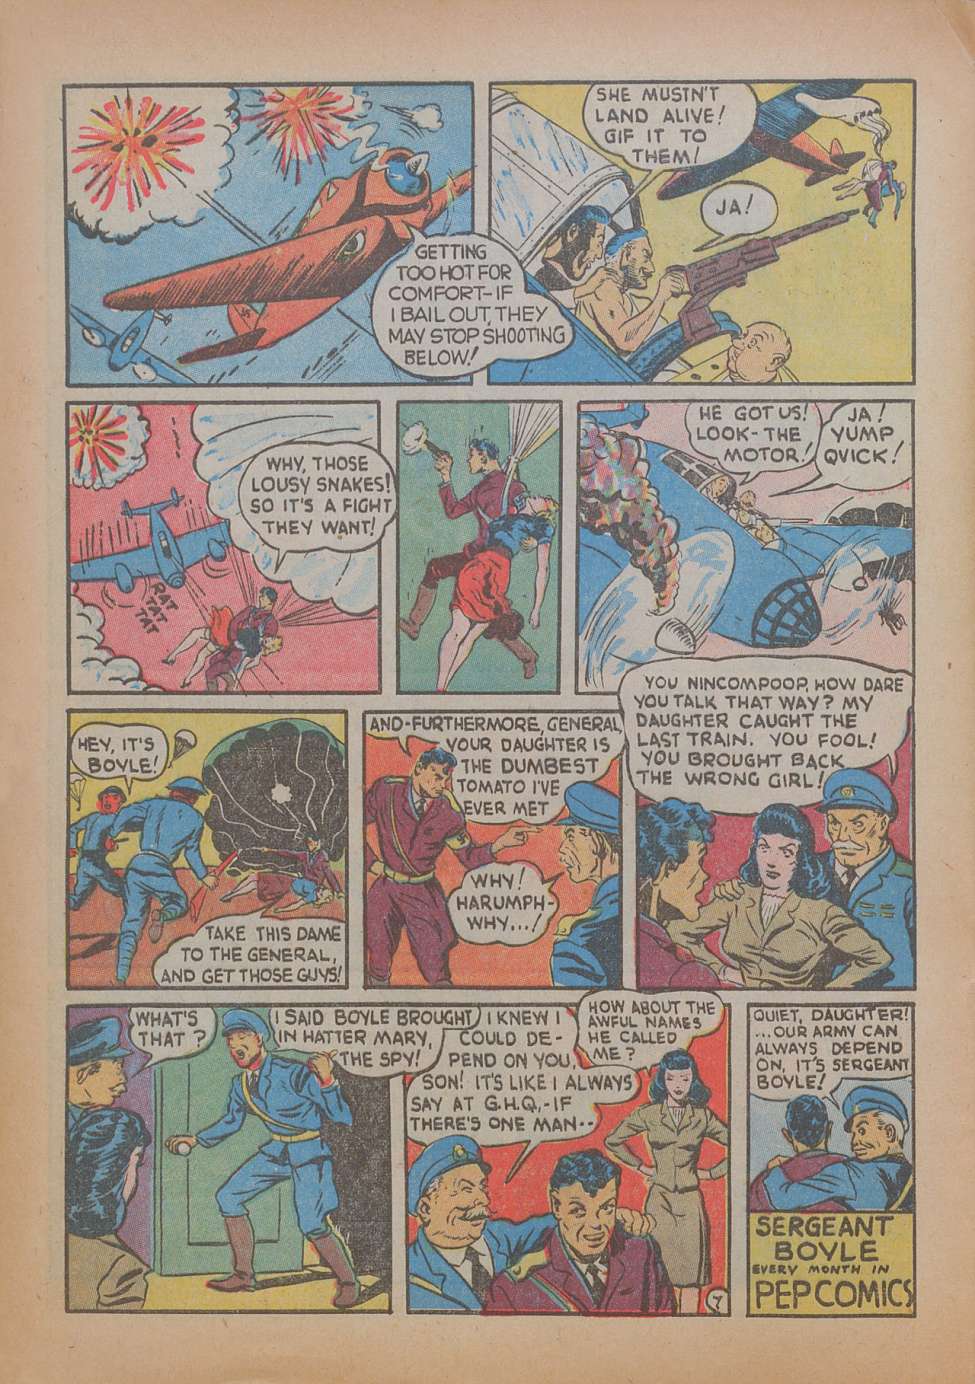 GETTING
TOO HOT FOR
COMFORT-IF
I BAIL OUT, THEY
MAY STOP SHOOTING
BELOW!
SHE MUSTN'T
LAND ALIVE!
GIF IT TO
THEM!
JA!
WHY, THOSE
LOUSY SNAKES!
SO IT'S A FIGHT
THEY WANT!
RAT
TAT
TAT
HE GOT US!
LOOK-THE
MOTOR!
JA!
YUMP
QVICK!
HEY, IT'S
BOYLE!
TAKE THIS DAME
TO THE GENERAL,
AND GET THOSE GUYS!
AND-FURTHERMORE, GENERAL,
YOUR DAUGHTER IS
THE DUMBEST
TOMATO I'VE
EVER MET
WHY!
HARUMPH-
WHY...!
YOU NINCOMPOOP, HOW DARE
YOU TALK THAT WAY? MY
DAUGHTER CAUGHT THE
LAST TRAIN. YOU FOOL!
YOU BROUGHT BACK
THE WRONG GIRL!
WHAT'S
THAT?
I SAID BOYLE BROUGHT
IN HATTER MARY,
THE SPY!
I KNEW I
COULD DE-
PEND ON YOU,
SON! IT'S LIKE I ALWAYS
SAY AT G.H.Q,-IF
THERE'S ONE MAN--
HOW ABOUT THE
AWFUL NAMES
HE CALLED
ME?
7
QUIET, DAUGHTER!
...OUR ARMY CAN
ALWAYS DEPEND
ON, IT'S SERGEANT
BOYLE!
SERGEANT
BOYLE
EVERY MONTH IN
PEP COMICS